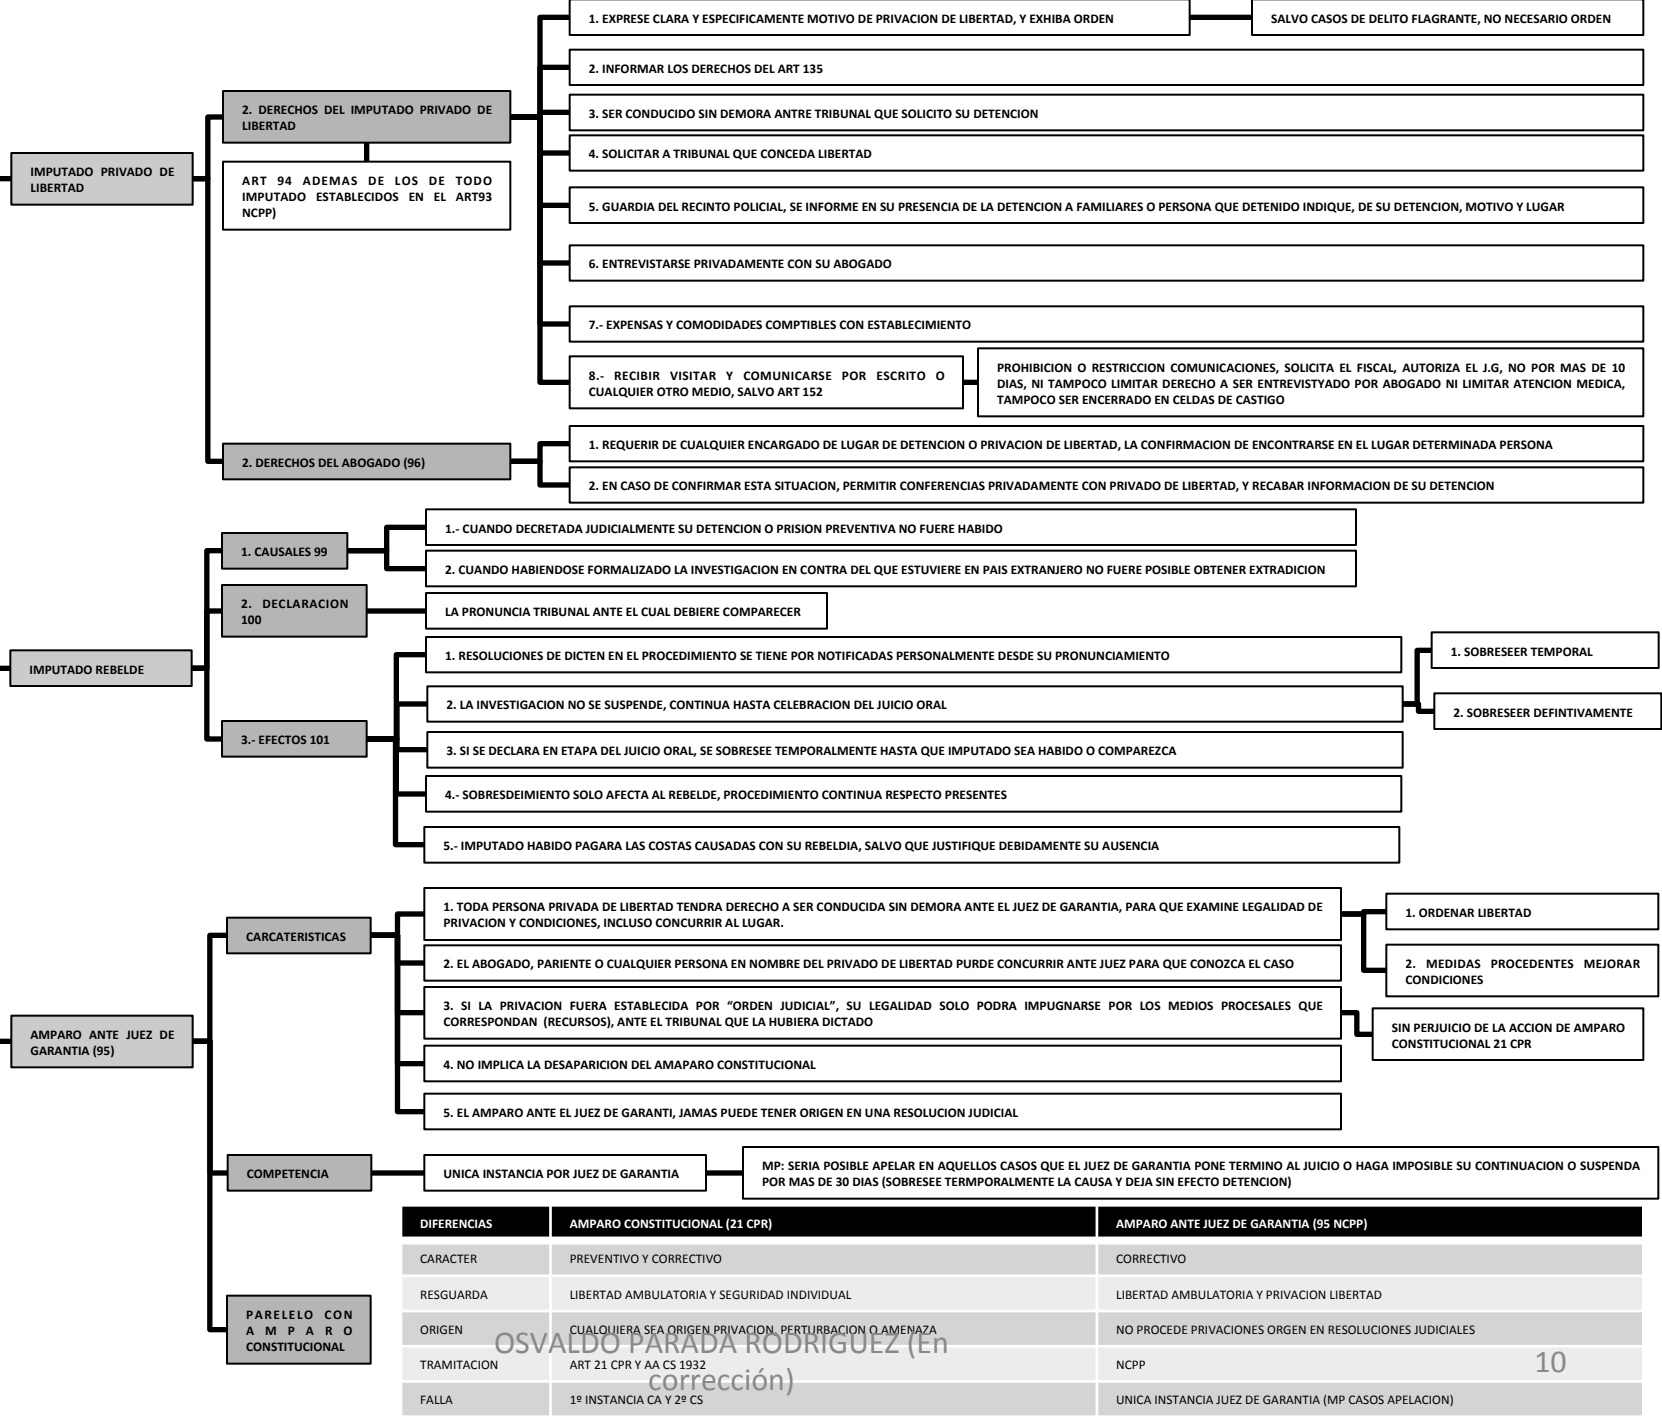 1. EXPRESE CLARA Y ESPECIFICAMENTE MOTIVO DE PRIVACION DE LIBERTAD, Y EXHIBA ORDEN
SALVO CASOS DE DELITO FLAGRANTE, NO NECESARIO ORDEN
2. INFORMAR LOS DERECHOS DEL ART 135
2. DERECHOS DEL IMPUTADO PRIVADO DE
LIBERTAD
3. SER CONDUCIDO SIN DEMORA ANTRE TRIBUNAL QUE SOLICITO SU DETENCION
4. SOLICITAR A TRIBUNAL QUE CONCEDA LIBERTAD
IMPUTADO PRIVADO DE
LIBERTAD
ART 94 ADEMAS DE LOS DE TODO
IMPUTADO ESTABLECIDOS EN EL ART93
NCPP)
5. GUARDIA DEL RECINTO POLICIAL, SE INFORME EN SU PRESENCIA DE LA DETENCION A FAMILIARES O PERSONA QUE DETENIDO INDIQUE, DE SU DETENCION, MOTIVO Y LUGAR
6. ENTREVISTARSE PRIVADAMENTE CON SU ABOGADO
7.- EXPENSAS Y COMODIDADES COMPTIBLES CON ESTABLECIMIENTO
8.- RECIBIR VISITAR Y COMUNICARSE POR ESCRITO O
CUALQUIER OTRO MEDIO, SALVO ART 152
PROHIBICION O RESTRICCION COMUNICACIONES, SOLICITA EL FISCAL, AUTORIZA EL J.G, NO POR MAS DE 10
DIAS, NI TAMPOCO LIMITAR DERECHO A SER ENTREVISTYADO POR ABOGADO NI LIMITAR ATENCION MEDICA,
TAMPOCO SER ENCERRADO EN CELDAS DE CASTIGO
2. DERECHOS DEL ABOGADO (96)
1. REQUERIR DE CUALQUIER ENCARGADO DE LUGAR DE DETENCION O PRIVACION DE LIBERTAD, LA CONFIRMACION DE ENCONTRARSE EN EL LUGAR DETERMINADA PERSONA
2. EN CASO DE CONFIRMAR ESTA SITUACION, PERMITIR CONFERENCIAS PRIVADAMENTE CON PRIVADO DE LIBERTAD, Y RECABAR INFORMACION DE SU DETENCION
IMPUTADO REBELDE
1. CAUSALES 99
1.- CUANDO DECRETADA JUDICIALMENTE SU DETENCION O PRISION PREVENTIVA NO FUERE HABIDO
2. CUANDO HABIENDOSE FORMALIZADO LA INVESTIGACION EN CONTRA DEL QUE ESTUVIERE EN PAIS EXTRANJERO NO FUERE POSIBLE OBTENER EXTRADICION
2. DECLARACION
100
LA PRONUNCIA TRIBUNAL ANTE EL CUAL DEBIERE COMPARECER
3.- EFECTOS 101
1. RESOLUCIONES DE DICTEN EN EL PROCEDIMIENTO SE TIENE POR NOTIFICADAS PERSONALMENTE DESDE SU PRONUNCIAMIENTO
2. LA INVESTIGACION NO SE SUSPENDE, CONTINUA HASTA CELEBRACION DEL JUICIO ORAL
1. SOBRESEER TEMPORAL
2. SOBRESEER DEFINTIVAMENTE
3. SI SE DECLARA EN ETAPA DEL JUICIO ORAL, SE SOBRESEE TEMPORALMENTE HASTA QUE IMPUTADO SEA HABIDO O COMPAREZCA
4.- SOBRESDEIMIENTO SOLO AFECTA AL REBELDE, PROCEDIMIENTO CONTINUA RESPECTO PRESENTES
5.- IMPUTADO HABIDO PAGARA LAS COSTAS CAUSADAS CON SU REBELDIA, SALVO QUE JUSTIFIQUE DEBIDAMENTE SU AUSENCIA
AMPARO ANTE JUEZ DE
GARANTIA (95)
CARCATERISTICAS
1. TODA PERSONA PRIVADA DE LIBERTAD TENDRA DERECHO A SER CONDUCIDA SIN DEMORA ANTE EL JUEZ DE GARANTIA, PARA QUE EXAMINE LEGALIDAD DE
PRIVACION Y CONDICIONES, INCLUSO CONCURRIR AL LUGAR.
1. ORDENAR LIBERTAD
2. MEDIDAS PROCEDENTES MEJORAR
CONDICIONES
2. EL ABOGADO, PARIENTE O CUALQUIER PERSONA EN NOMBRE DEL PRIVADO DE LIBERTAD PURDE CONCURRIR ANTE JUEZ PARA QUE CONOZCA EL CASO
3. SI LA PRIVACION FUERA ESTABLECIDA POR “ORDEN JUDICIAL”, SU LEGALIDAD SOLO PODRA IMPUGNARSE POR LOS MEDIOS PROCESALES QUE
CORRESPONDAN (RECURSOS), ANTE EL TRIBUNAL QUE LA HUBIERA DICTADO
SIN PERJUICIO DE LA ACCION DE AMPARO
CONSTITUCIONAL 21 CPR
4. NO IMPLICA LA DESAPARICION DEL AMAPARO CONSTITUCIONAL
5. EL AMPARO ANTE EL JUEZ DE GARANTI, JAMAS PUEDE TENER ORIGEN EN UNA RESOLUCION JUDICIAL
COMPETENCIA
UNICA INSTANCIA POR JUEZ DE GARANTIA
MP: SERIA POSIBLE APELAR EN AQUELLOS CASOS QUE EL JUEZ DE GARANTIA PONE TERMINO AL JUICIO O HAGA IMPOSIBLE SU CONTINUACION O SUSPENDA
POR MAS DE 30 DIAS (SOBRESEE TERMPORALMENTE LA CAUSA Y DEJA SIN EFECTO DETENCION)
PARELELO CON
AMPARO
CONSTITUCIONAL
DIFERENCIAS AMPARO CONSTITUCIONAL (21 CPR) AMPARO ANTE JUEZ DE GARANTIA (95 NCPP)
CARACTER PREVENTIVO Y CORRECTIVO CORRECTIVO
RESGUARDA LIBERTAD AMBULATORIA Y SEGURIDAD INDIVIDUAL LIBERTAD AMBULATORIA Y PRIVACION LIBERTAD
ORIGEN CUALQUIERA SEA ORIGEN PRIVACION, PERTURBACION O AMENAZA NO PROCEDE PRIVACIONES ORGEN EN RESOLUCIONES JUDICIALES
TRAMITACION ART 21 CPR Y AA CS 1932 NCPP
FALLA 1º INSTANCIA CA Y 2º CS UNICA INSTANCIA JUEZ DE GARANTIA (MP CASOS APELACION)
OSVALDO PARADA RODRIGUEZ (En
corrección)
10